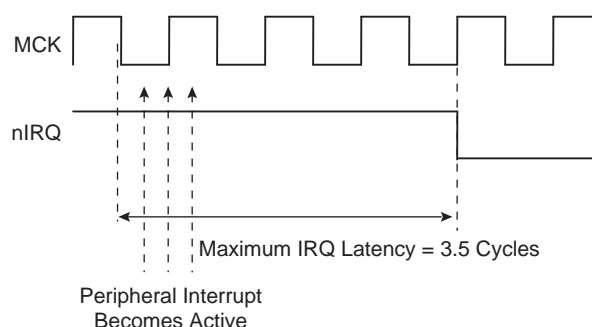 MCK
nIRQ
Maximum IRQ Latency = 3.5 Cycles
Peripheral Interrupt
Becomes Active